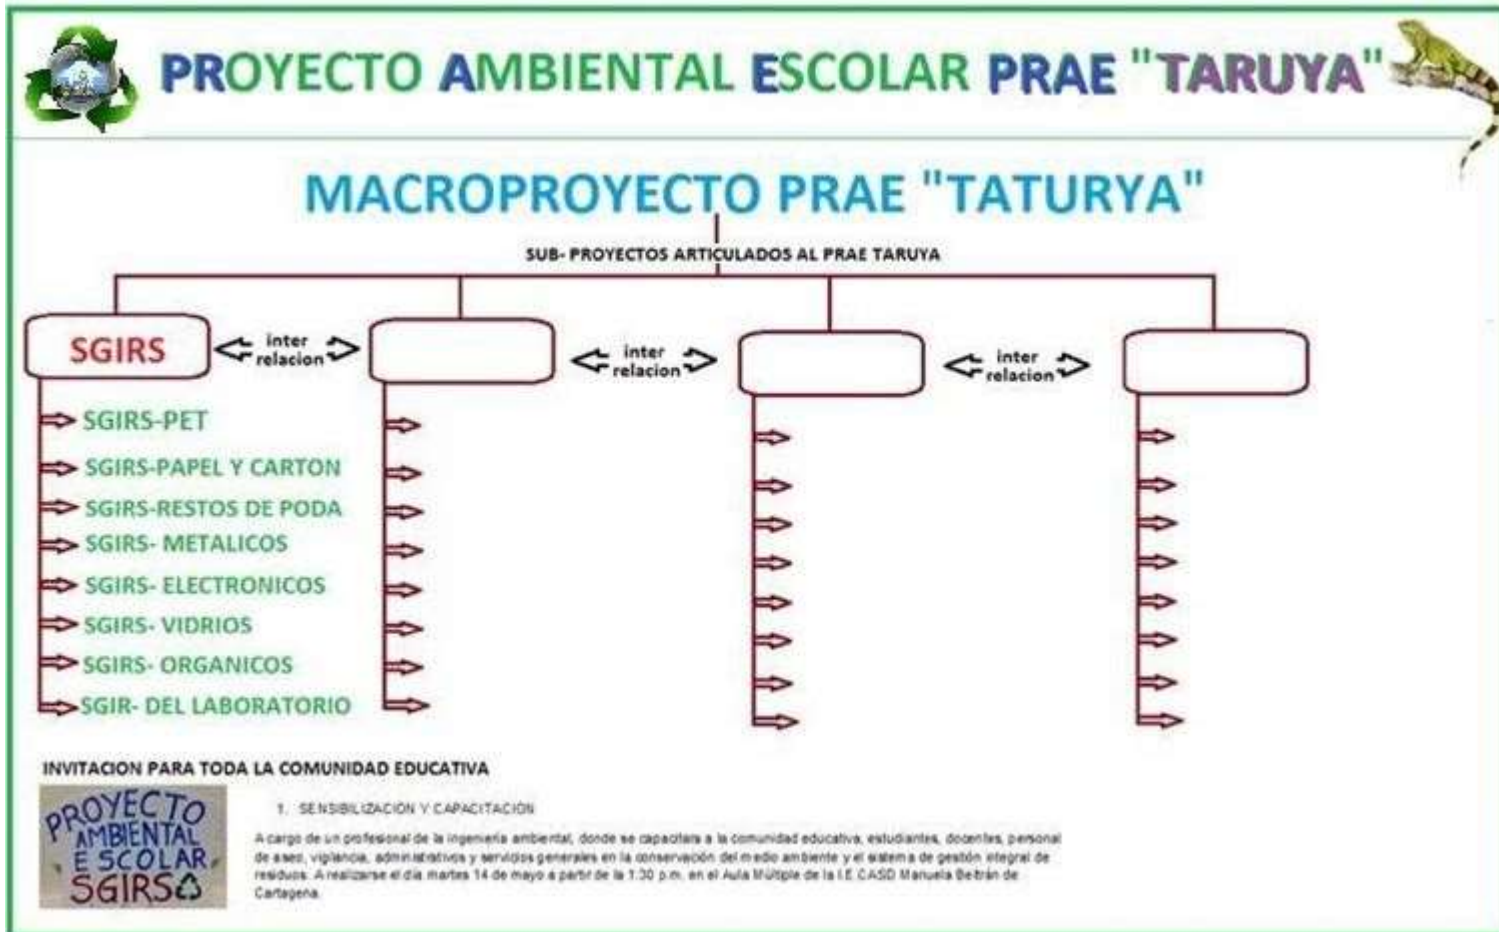 PROYECTO AMBIENTAL ESCOLAR PRAE "TARUYA"
MACROPROYECTO PRAE "TATURYA"
SUB- PROYECTOS ARTICULADOS AL PRAE TARUYA
SGIRS
inter
relacion
inter
relacion
inter
relacion
SGIRS-PET
SGIRS-PAPEL Y CARTON
SGIRS-RESTOS DE PODA
SGIRS- METALICOS
SGIRS- ELECTRONICOS
SGIRS- VIDRIOS
SGIRS- ORGANICOS
SGIR- DEL LABORATORIO
INVITACION PARA TODA LA COMUNIDAD EDUCATIVA
PROYECTO
AMBIENTAL
ESCOLAR
SGIRS
1. SENSIBILIZACION Y CAPACITACIÓN
A cargo de un profesional de la ingeniería ambiental, donde se capacitara a la comunidad educativa, estudiantes, docentes, personal
de aseo, vigilancia, administrativos y servicios generales en la conservación del medio ambiente y el sistema de gestión integral de
residuos. A realizarse el día martes 14 de mayo a partir de la 1:30 p.m. en el Aula Múltiple de la I.E CASD Manuela Beltrán de
Cartagena.